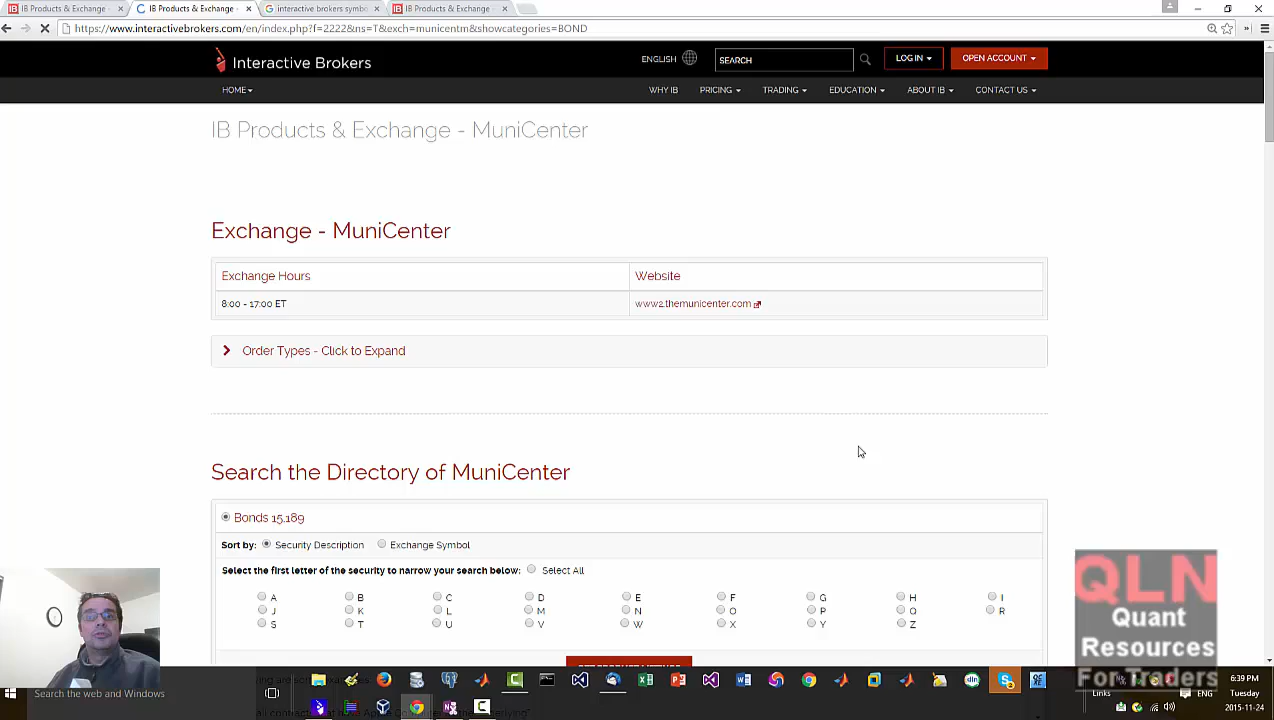 IB Products & Exchange -
IB Products & Exchange -
interactive brokers symbo
IB Products & Exchange -
https://www.interactivebrokers.com/en/index.php?f=2222&ns=T&exch=municentm&showcategories=BOND
Interactive Brokers
ENGLISH
SEARCH
LOG IN
OPEN ACCOUNT
HOME
WHY IB
PRICING
TRADING
EDUCATION
ABOUT IB
CONTACT US
IB Products & Exchange - MuniCenter
Exchange - MuniCenter
Exchange Hours
Website
8:00 - 17:00 ET
www2.themunicenter.com
Order Types - Click to Expand
Search the Directory of MuniCenter
Bonds 15,189
Sort by: Security Description Exchange Symbol
Select the first letter of the security to narrow your search below: Select All
A B C D E F G H I
J K L M N O P Q R
S T U V W X Y Z
QLN
Quant
Resources
For Traders
Search the web and Windows
Links
ENG
6:39 PM
Tuesday
2015-11-24